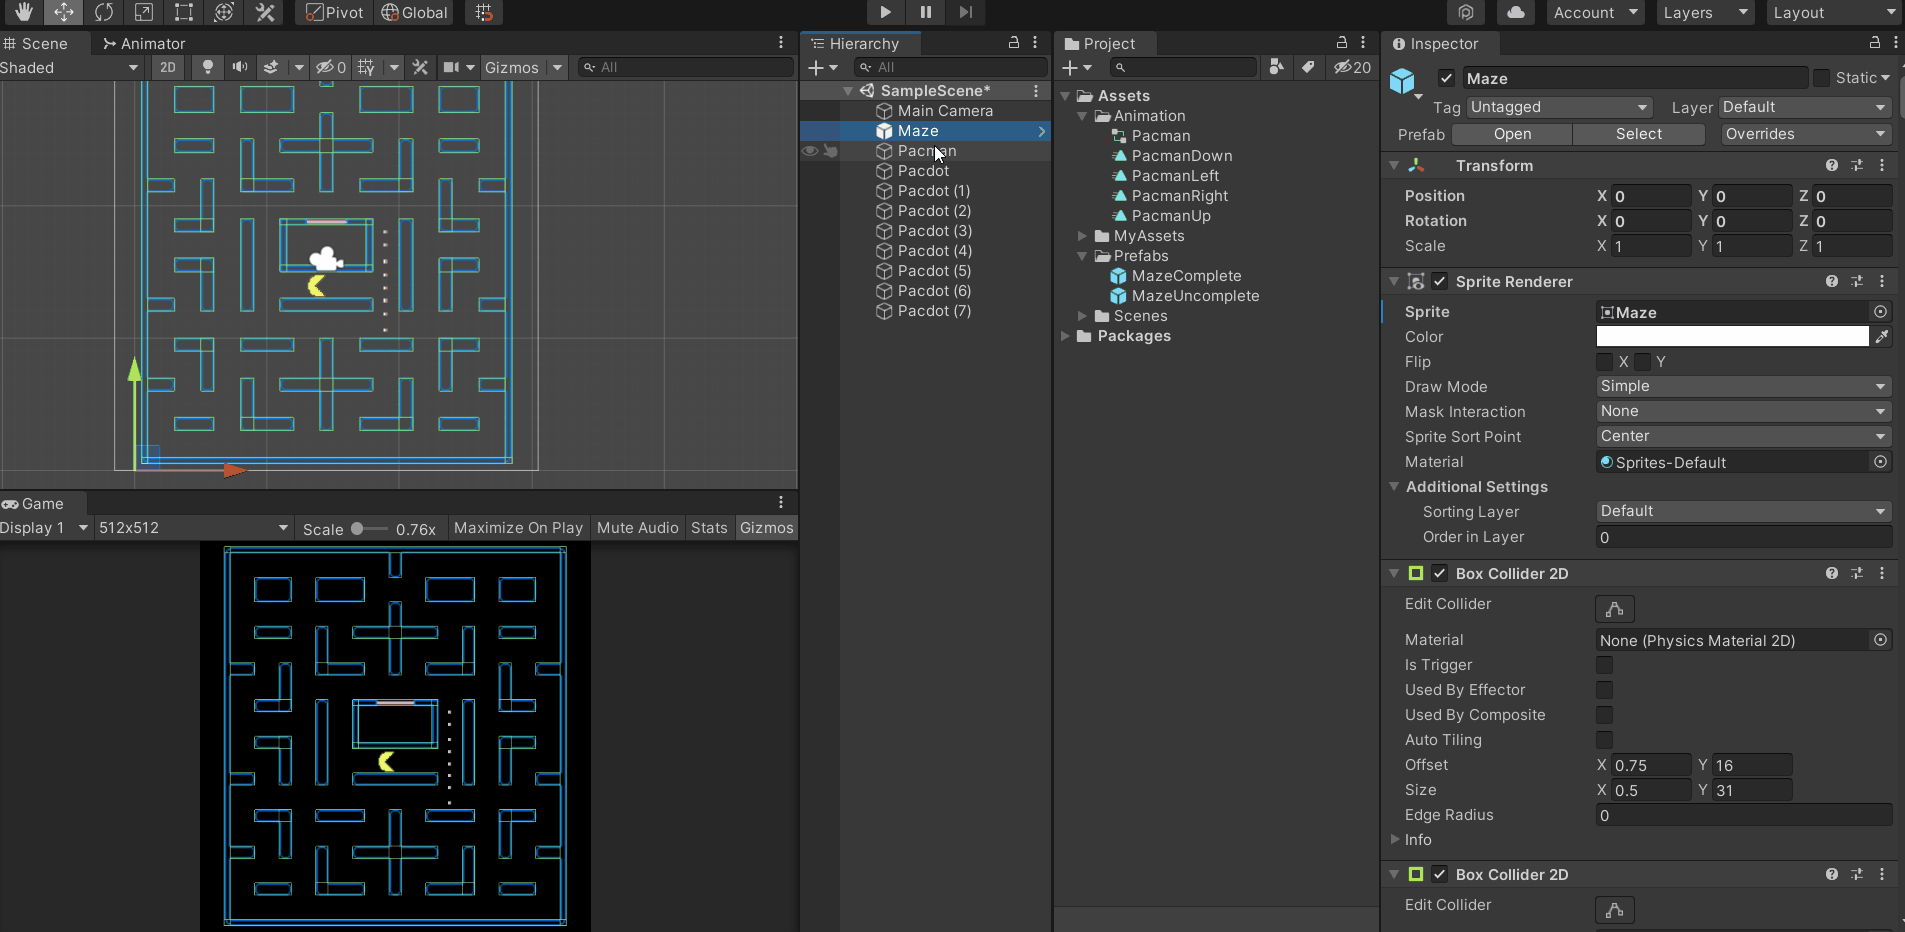 Pivot Global Account Layers Layout
Scene Animator
Shaded 2D 0 Gizmos All
Game
Display 1 512x512 Scale 0.76x Maximize On Play Mute Audio Stats Gizmos
Hierarchy
All
SampleScene*
Main Camera
Maze
Pacman
Pacdot
Pacdot (1)
Pacdot (2)
Pacdot (3)
Pacdot (4)
Pacdot (5)
Pacdot (6)
Pacdot (7)
Project
20
Assets
Animation
Pacman
PacmanDown
PacmanLeft
PacmanRight
PacmanUp
MyAssets
Prefabs
MazeComplete
MazeUncomplete
Scenes
Packages
Inspector
Maze Static
Tag Untagged Layer Default
Prefab Open Select Overrides
Transform
Position X 0 Y 0 Z 0
Rotation X 0 Y 0 Z 0
Scale X 1 Y 1 Z 1
Sprite Renderer
Sprite Maze
Color
Flip X Y
Draw Mode Simple
Mask Interaction None
Sprite Sort Point Center
Material Sprites-Default
Additional Settings
Sorting Layer Default
Order in Layer 0
Box Collider 2D
Edit Collider
Material None (Physics Material 2D)
Is Trigger
Used By Effector
Used By Composite
Auto Tiling
Offset X 0.75 Y 16
Size X 0.5 Y 31
Edge Radius 0
Info
Box Collider 2D
Edit Collider